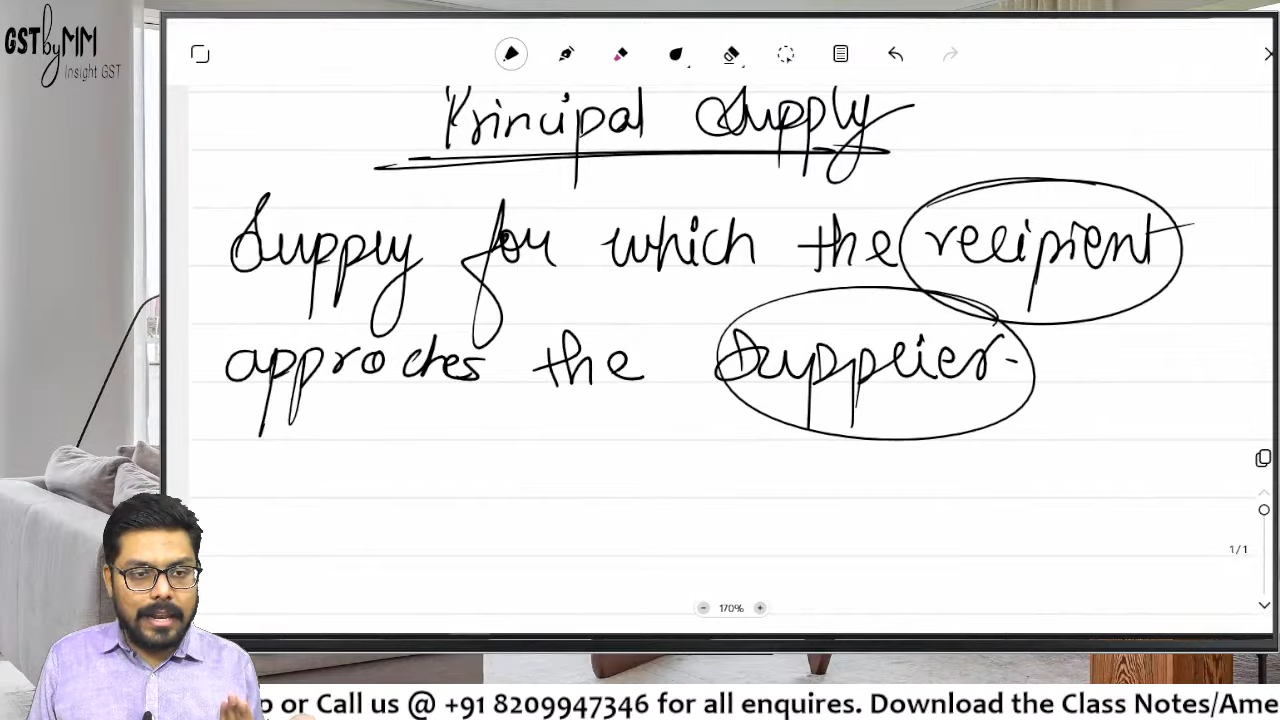 GSTbyMM
Insight GST
Principal Supply
Supply for which the recipient
approches the Supplier.
1/1
170%
p or Call us @ +91 8209947346 for all enquires. Download the Class Notes/Ame